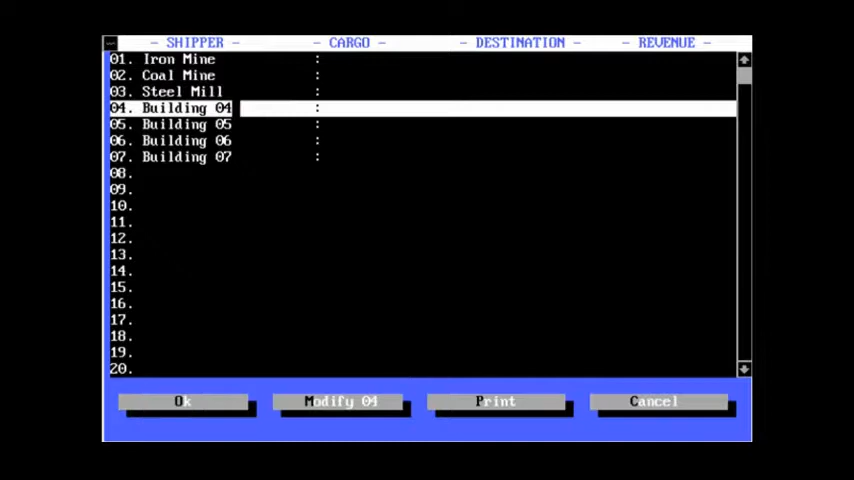 - SHIPPER - - CARGO - - DESTINATION - - REVENUE -
01. Iron Mine :
02. Coal Mine :
03. Steel Mill :
04. Building 04 :
05. Building 05 :
06. Building 06 :
07. Building 07 :
08.
09.
10.
11.
12.
13.
14.
15.
16.
17.
18.
19.
20.
Ok Modify 04 Print Cancel